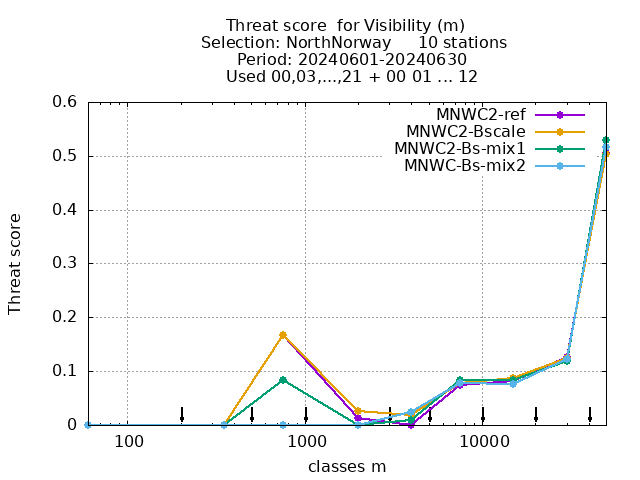 Threat score  for Visibility (m)
Selection: NorthNorway     10 stations
Period: 20240601-20240630
Used 00,03,...,21 + 00 01 ... 12
MNWC2-ref
MNWC2-Bscale
MNWC2-Bs-mix1
MNWC-Bs-mix2
0.6
0.5
0.4
0.3
0.2
0.1
0
Threat score
100
1000
10000
classes m